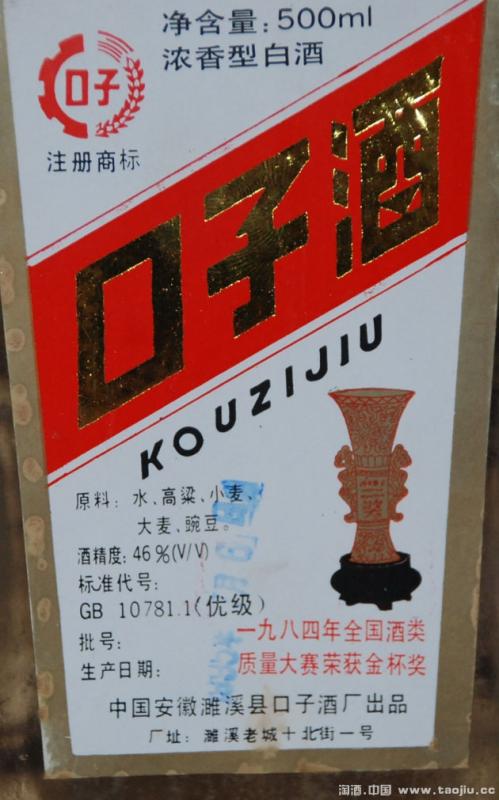 净含量:500ml
浓香型白酒
口子
注册商标
口子酒
KOUZIJIU
原料:水、高粱、小麦、
大麦、豌豆。
酒精度:46%(V/V)
标准代号:
GB 10781.1(优级)
批号:
生产日期:
一九八四年全国酒类
质量大赛荣获金杯奖
中国安徽濉溪县口子酒厂出品
厂址: 濉溪老城十北街一号
淘酒.中国 www.taojiu.cc